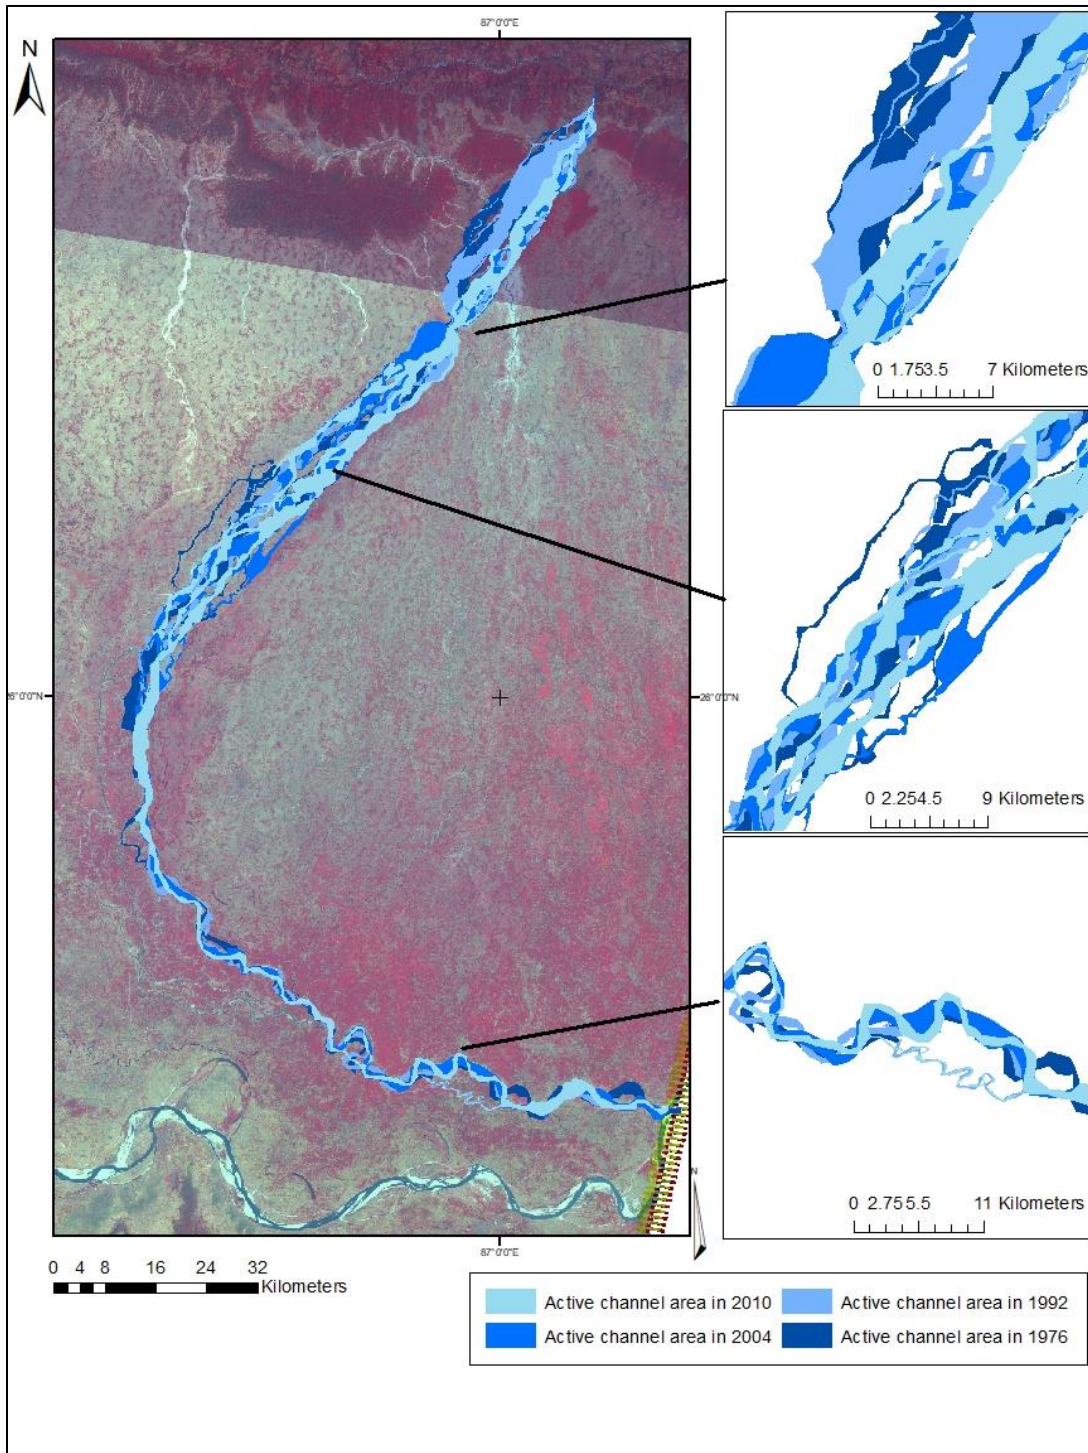 87°0'0"E
N
0 1.753.5 7 Kilometers
26°0'0"N
26°0'0"N
0 2.254.5 9 Kilometers
0 2.755.5 11 Kilometers
N
87°0'0"E
0 4 8 16 24 32
Kilometers
Active channel area in 2010
Active channel area in 1992
Active channel area in 2004
Active channel area in 1976